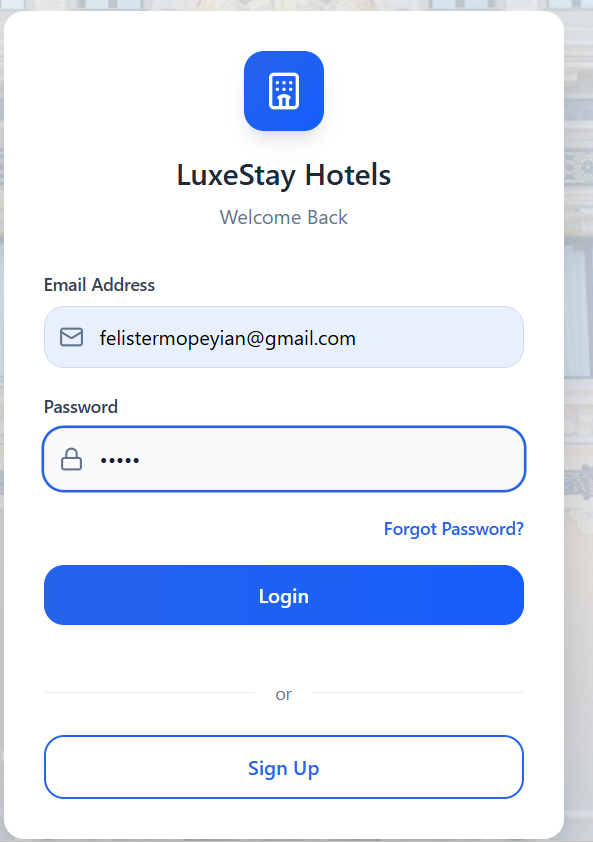 LuxeStay Hotels
Welcome Back
Email Address
felistermopeyian@gmail.com
Password
•••••
Forgot Password?
Login
or
Sign Up